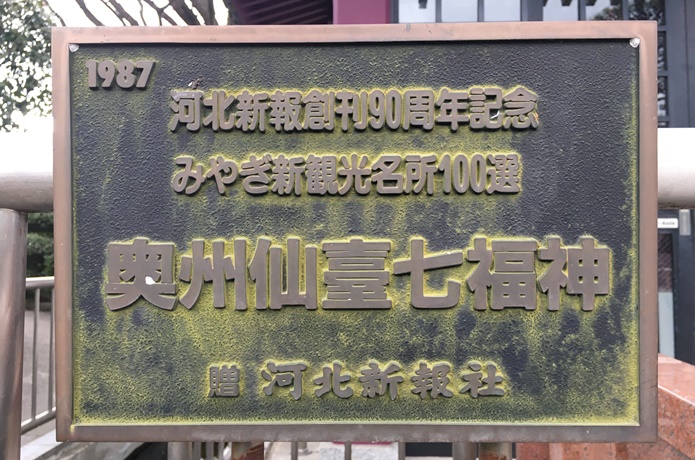 1987
河北新報創刊90周年記念
みやぎ新観光名所100選
奥州仙臺七福神
贈 河北新報社